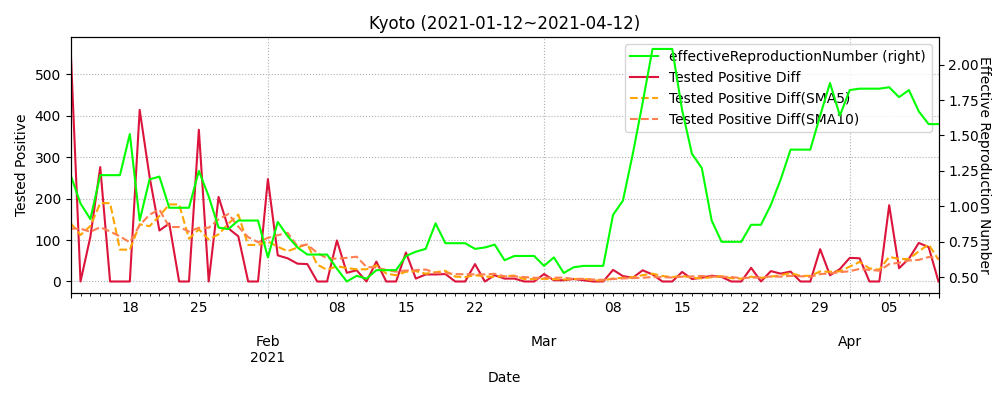 Kyoto (2021-01-12~2021-04-12)
effectiveReproductionNumber (right)
Tested Positive Diff
Tested Positive Diff(SMA5)
Tested Positive Diff(SMA10)
Tested Positive
500
400
300
200
100
0
2.00
1.75
1.50
1.25
1.00
0.75
0.50
Effective Reproduction Number
18 25 08 15 22 08 15 22 29 05
Feb Mar Apr
2021
Date